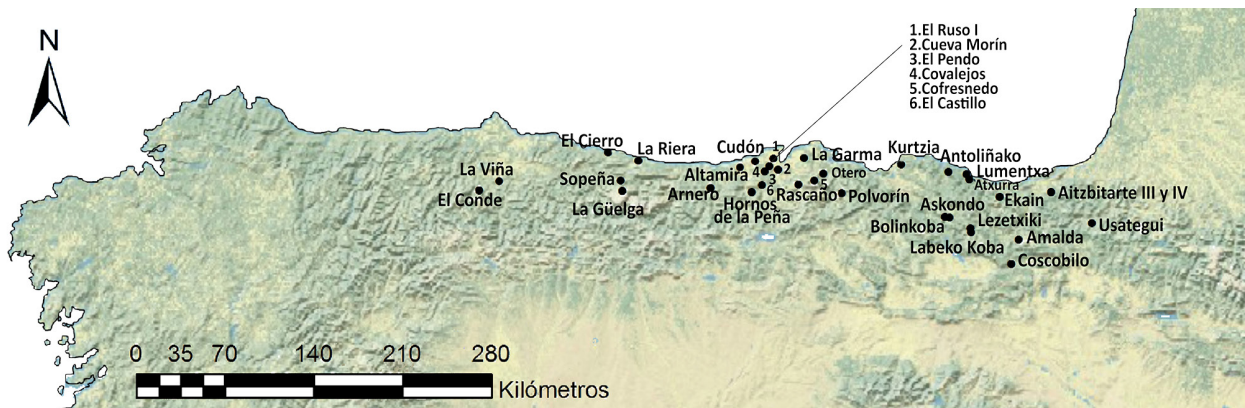 N
1.El Ruso I
2.Cueva Morín
3.El Pendo
4.Covalejos
5.Cofresnedo
6.El Castillo
El Cierro
La Riera
Cudón
1
La Garma
Kurtzia
Antoliñako
La Viña
Sopeña
Altamira
4
2
3
Otero
Lumentxa
Atxurra
El Conde
La Güelga
Arnero
6
Rascaño
5
Polvorín
Ekain
Aitzbitarte III y IV
Hornos
de la Peña
Askondo
Bolinkoba
Lezetxiki
Usategui
Labeko Koba
Amalda
Coscobilo
0 35 70 140 210 280
Kilómetros